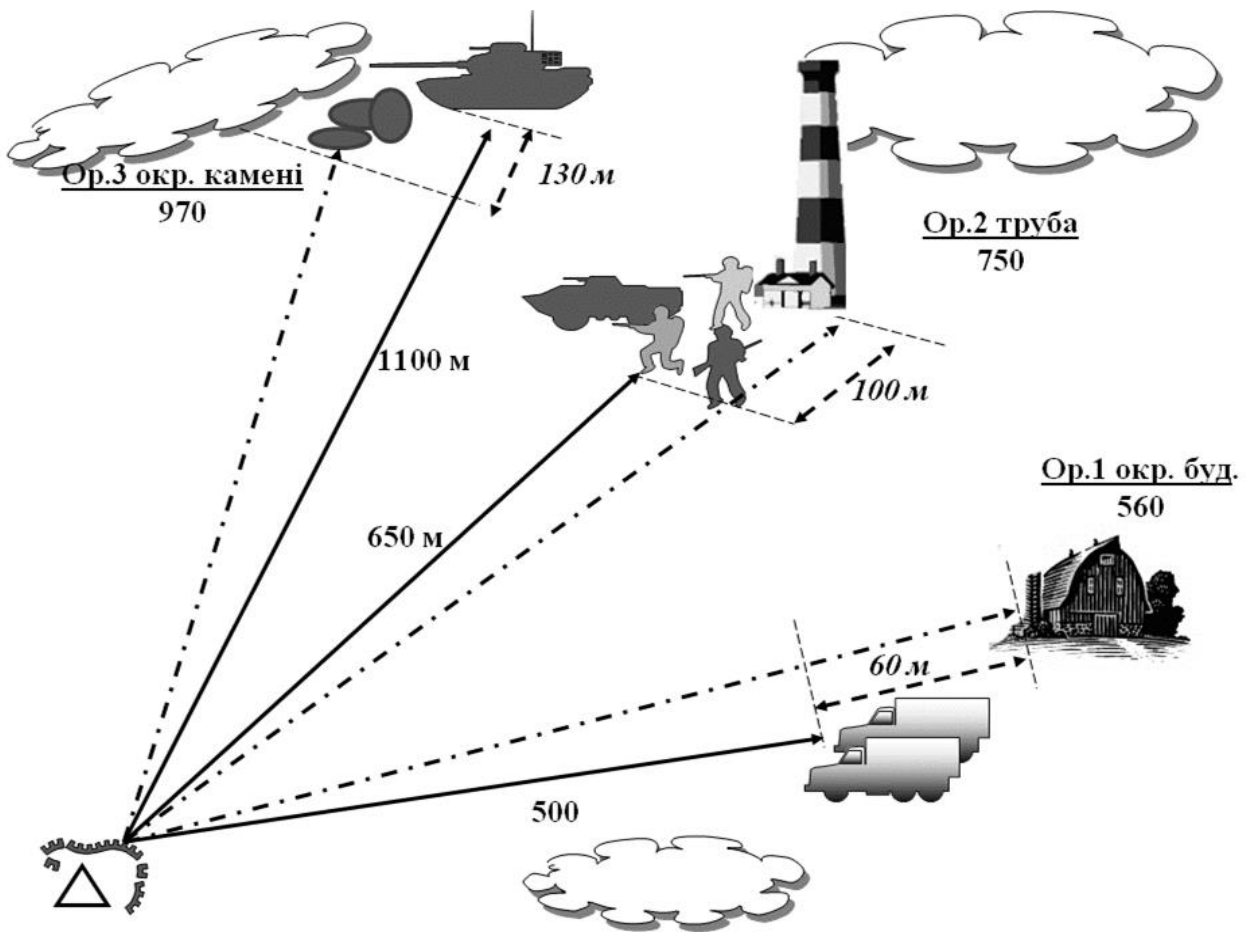 130 м
Ор.3 окр. камені
970
Ор.2 труба
750
1100 м
100 м
Ор.1 окр. буд.
560
650 м
60 м
500